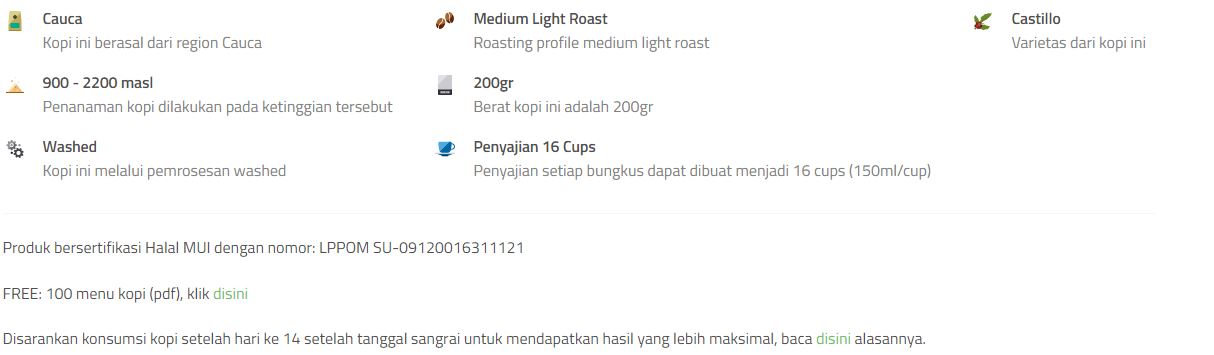 Cauca
Kopi ini berasal dari region Cauca
Medium Light Roast
Roasting profile medium light roast
Castillo
Varietas dari kopi ini
900 - 2200 masl
Penanaman kopi dilakukan pada ketinggian tersebut
200gr
Berat kopi ini adalah 200gr
Washed
Kopi ini melalui pemrosesan washed
Penyajian 16 Cups
Penyajian setiap bungkus dapat dibuat menjadi 16 cups (150ml/cup)
Produk bersertifikasi Halal MUI dengan nomor: LPPOM SU-09120016311121
FREE: 100 menu kopi (pdf), klik disini
Disarankan konsumsi kopi setelah hari ke 14 setelah tanggal sangrai untuk mendapatkan hasil yang lebih maksimal, baca disini alasannya.